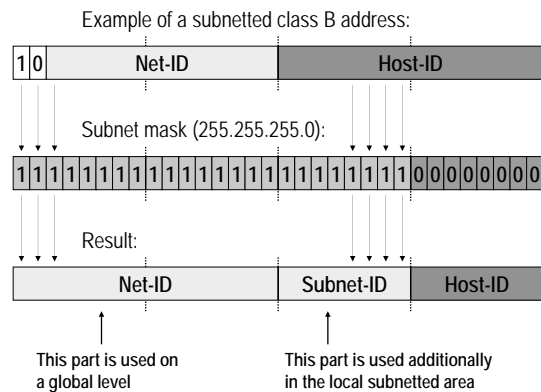 Example of a subnetted class B address:
1 0 Net-ID Host-ID
Subnet mask (255.255.255.0):
1 1 1 1 1 1 1 1 1 1 1 1 1 1 1 1 1 1 1 1 1 1 1 1 0 0 0 0 0 0 0 0
Result:
Net-ID Subnet-ID Host-ID
This part is used on This part is used additionally
a global level in the local subnetted area